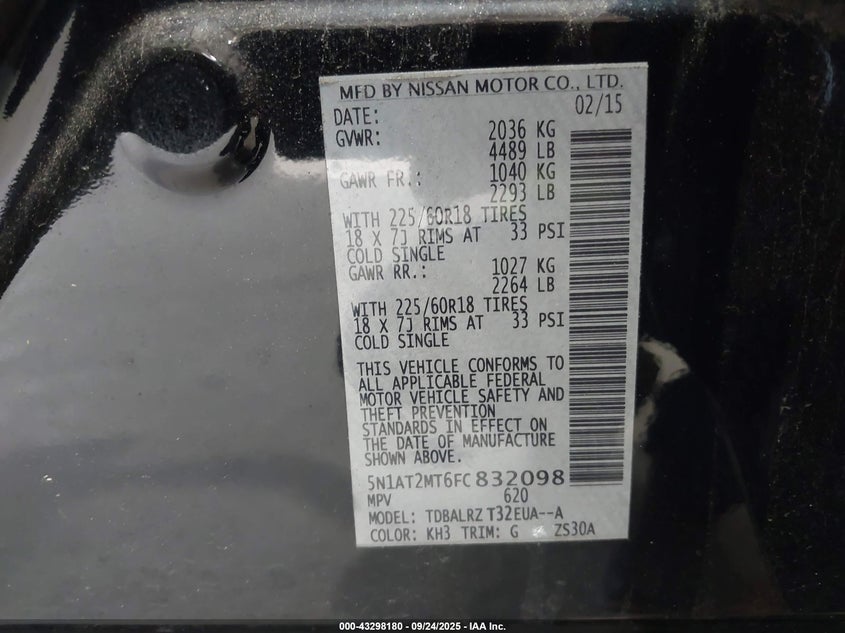 MFD BY NISSAN MOTOR CO., LTD.
DATE: 02/15
GVWR: 2036 KG
4489 LB
GAWR FR.: 1040 KG
2293 LB
WITH 225/60R18 TIRES
18 X 7J RIMS AT 33 PSI
COLD SINGLE
GAWR RR.: 1027 KG
2264 LB
WITH 225/60R18 TIRES
18 X 7J RIMS AT 33 PSI
COLD SINGLE
THIS VEHICLE CONFORMS TO
ALL APPLICABLE FEDERAL
MOTOR VEHICLE SAFETY AND
THEFT PREVENTION
STANDARDS IN EFFECT ON
THE DATE OF MANUFACTURE
SHOWN ABOVE.
5N1AT2MT6FC832098
MPV 620
MODEL: TDBALRZ T32EUA--A
COLOR: KH3 TRIM: G ZS30A
000-43298180 - 09/24/2025 - IAA Inc.